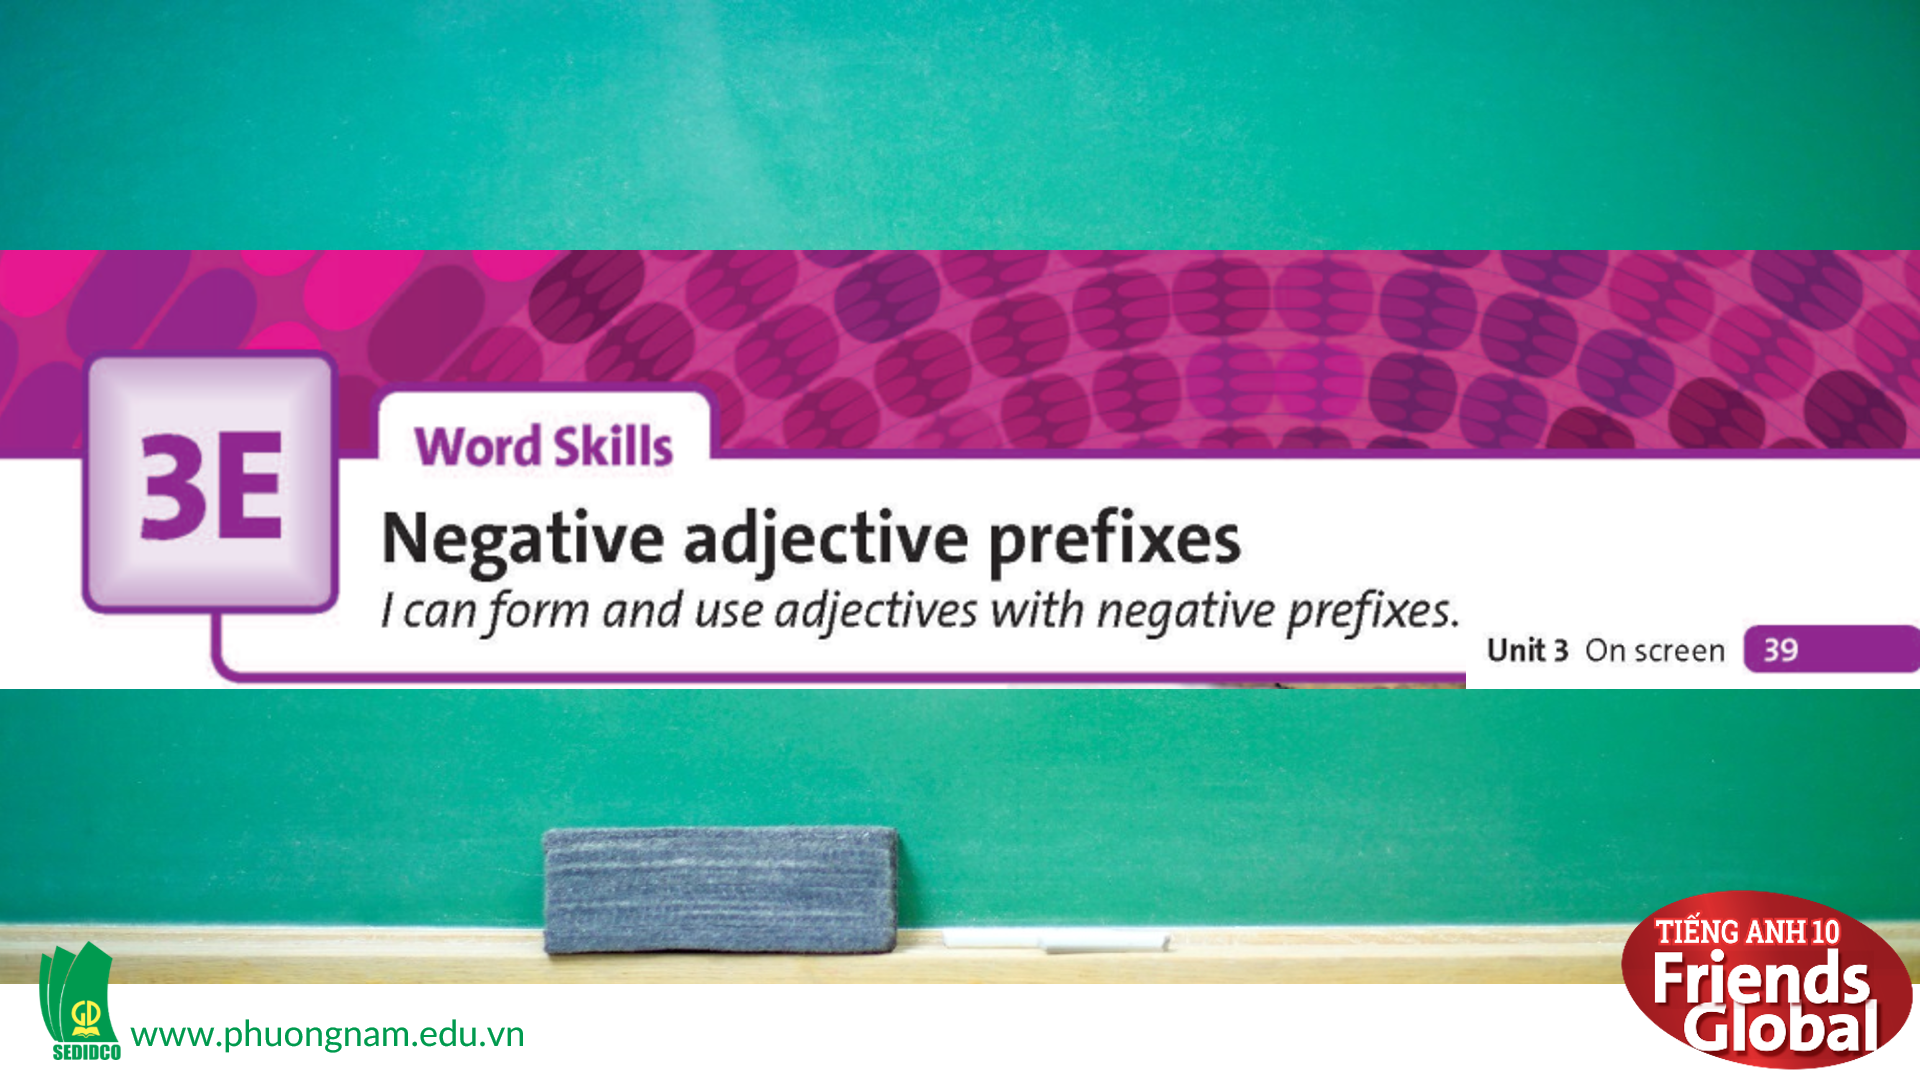 3E
Word Skills
Negative adjective prefixes
I can form and use adjectives with negative prefixes.
Unit 3 On screen 39
GD
SEDIDCO
www.phuongnam.edu.vn
TIẾNG ANH 10
Friends
Global